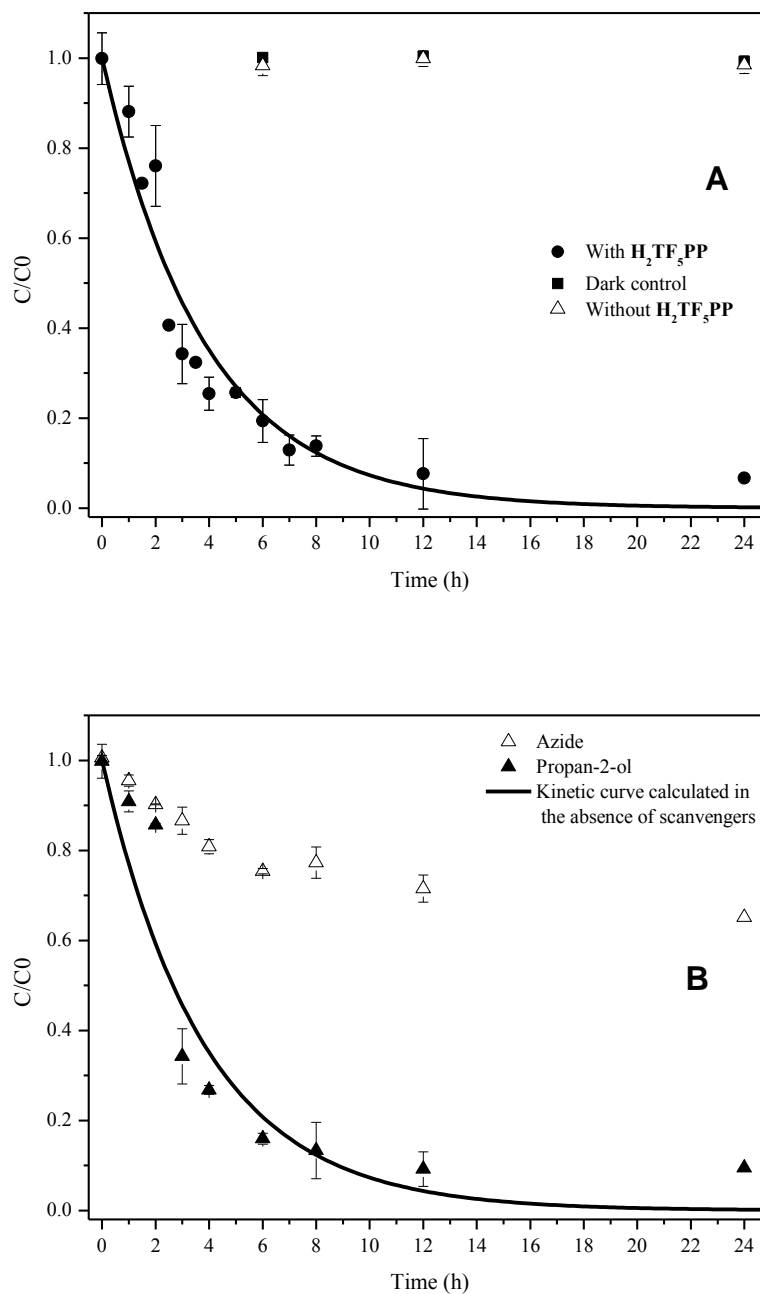 1.0
0.8
0.6
0.4
0.2
0.0
C/C0
A
With H₂TF₅PP
Dark control
Without H₂TF₅PP
0 2 4 6 8 10 12 14 16 18 20 22 24
Time (h)
1.0
0.8
0.6
0.4
0.2
0.0
C/C0
Azide
Propan-2-ol
Kinetic curve calculated in
the absence of scanvengers
B
0 2 4 6 8 10 12 14 16 18 20 22 24
Time (h)